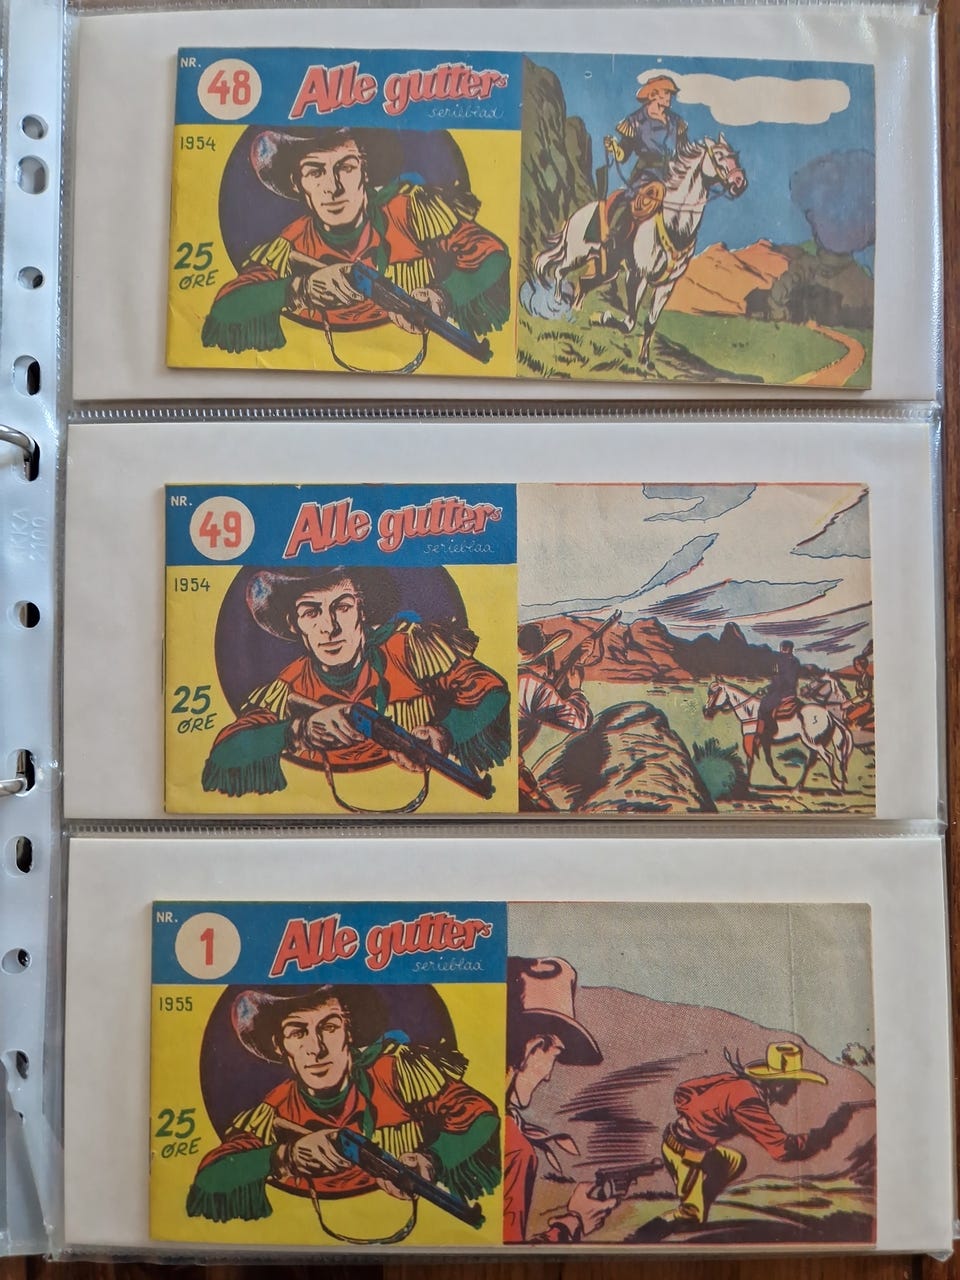 NR.
48
Alle gutters
serieblad
1954
25
ØRE
NR.
49
Alle gutters
serieblad
1954
25
ØRE
NR.
1
Alle gutters
serieblad
1955
25
ØRE